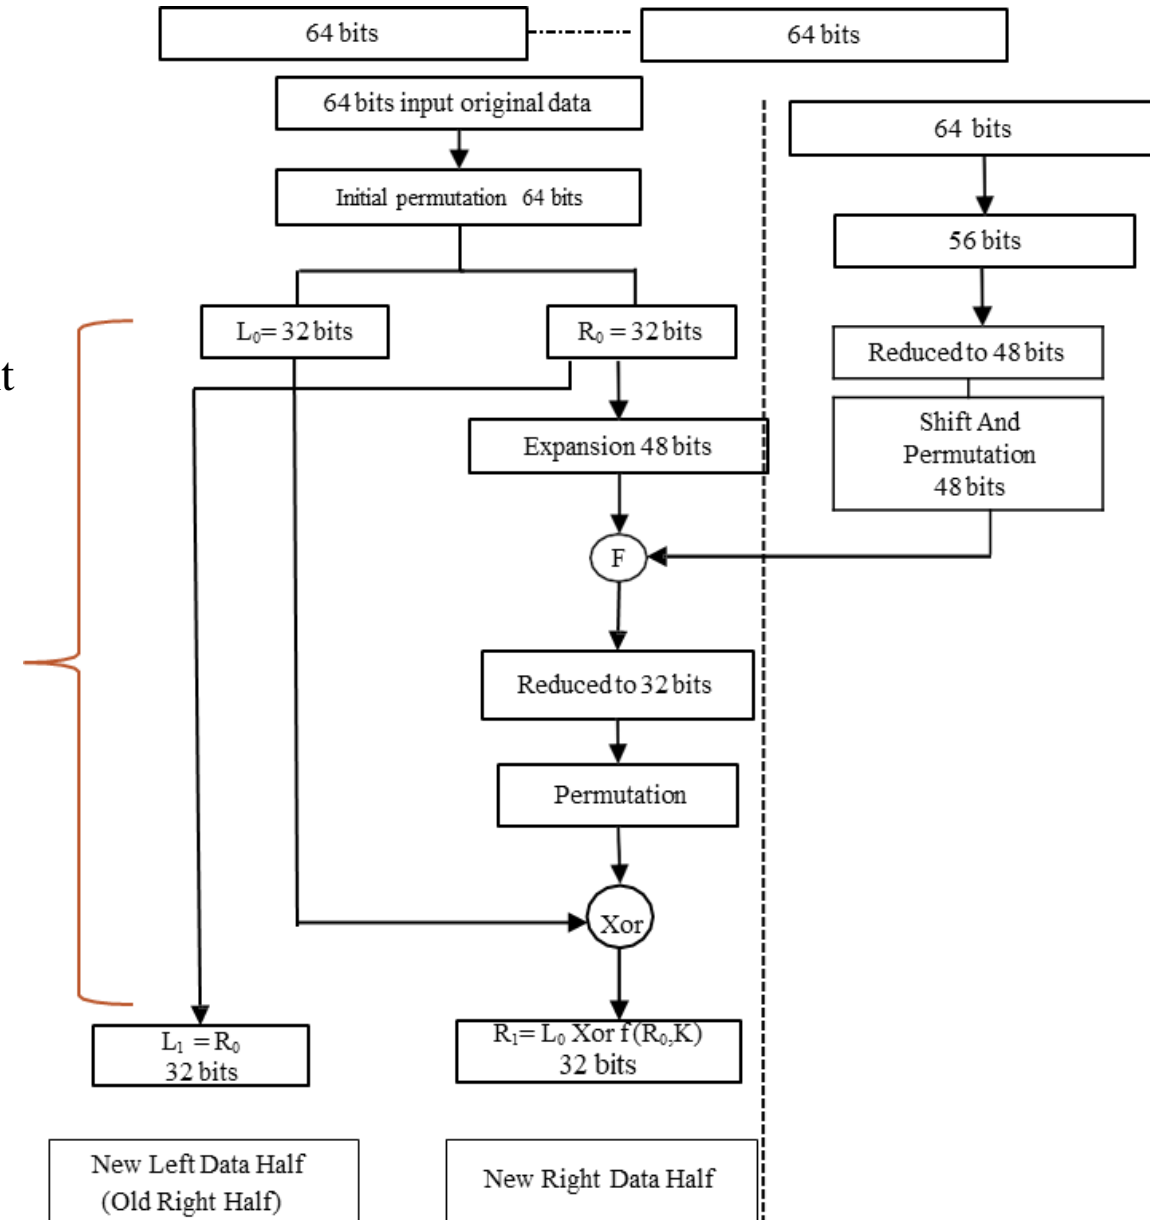 64 bits
64 bits
64 bits input original data
64 bits
Initial permutation 64 bits
56 bits
L₀= 32 bits
R₀ = 32 bits
Reduced to 48 bits
Expansion 48 bits
Shift And
Permutation
48 bits
F
Reduced to 32 bits
Permutation
Xor
L₁ = R₀
32 bits
R₁= L₀ Xor f(R₀,K)
32 bits
New Left Data Half
(Old Right Half)
New Right Data Half